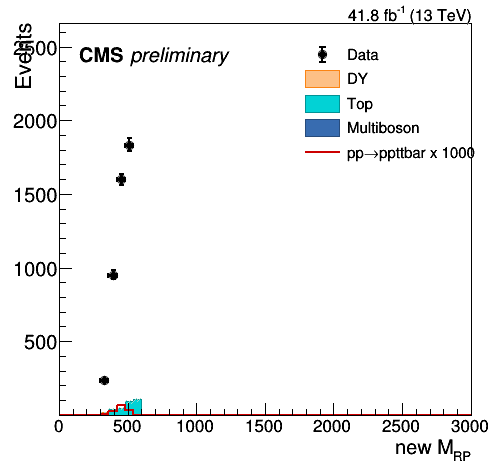 41.8 fb⁻¹ (13 TeV)
Events
CMS preliminary
Data
DY
Top
Multiboson
pp→ppttbar x 1000
2500
2000
1500
1000
500
0 500 1000 1500 2000 2500 3000
new M_RP